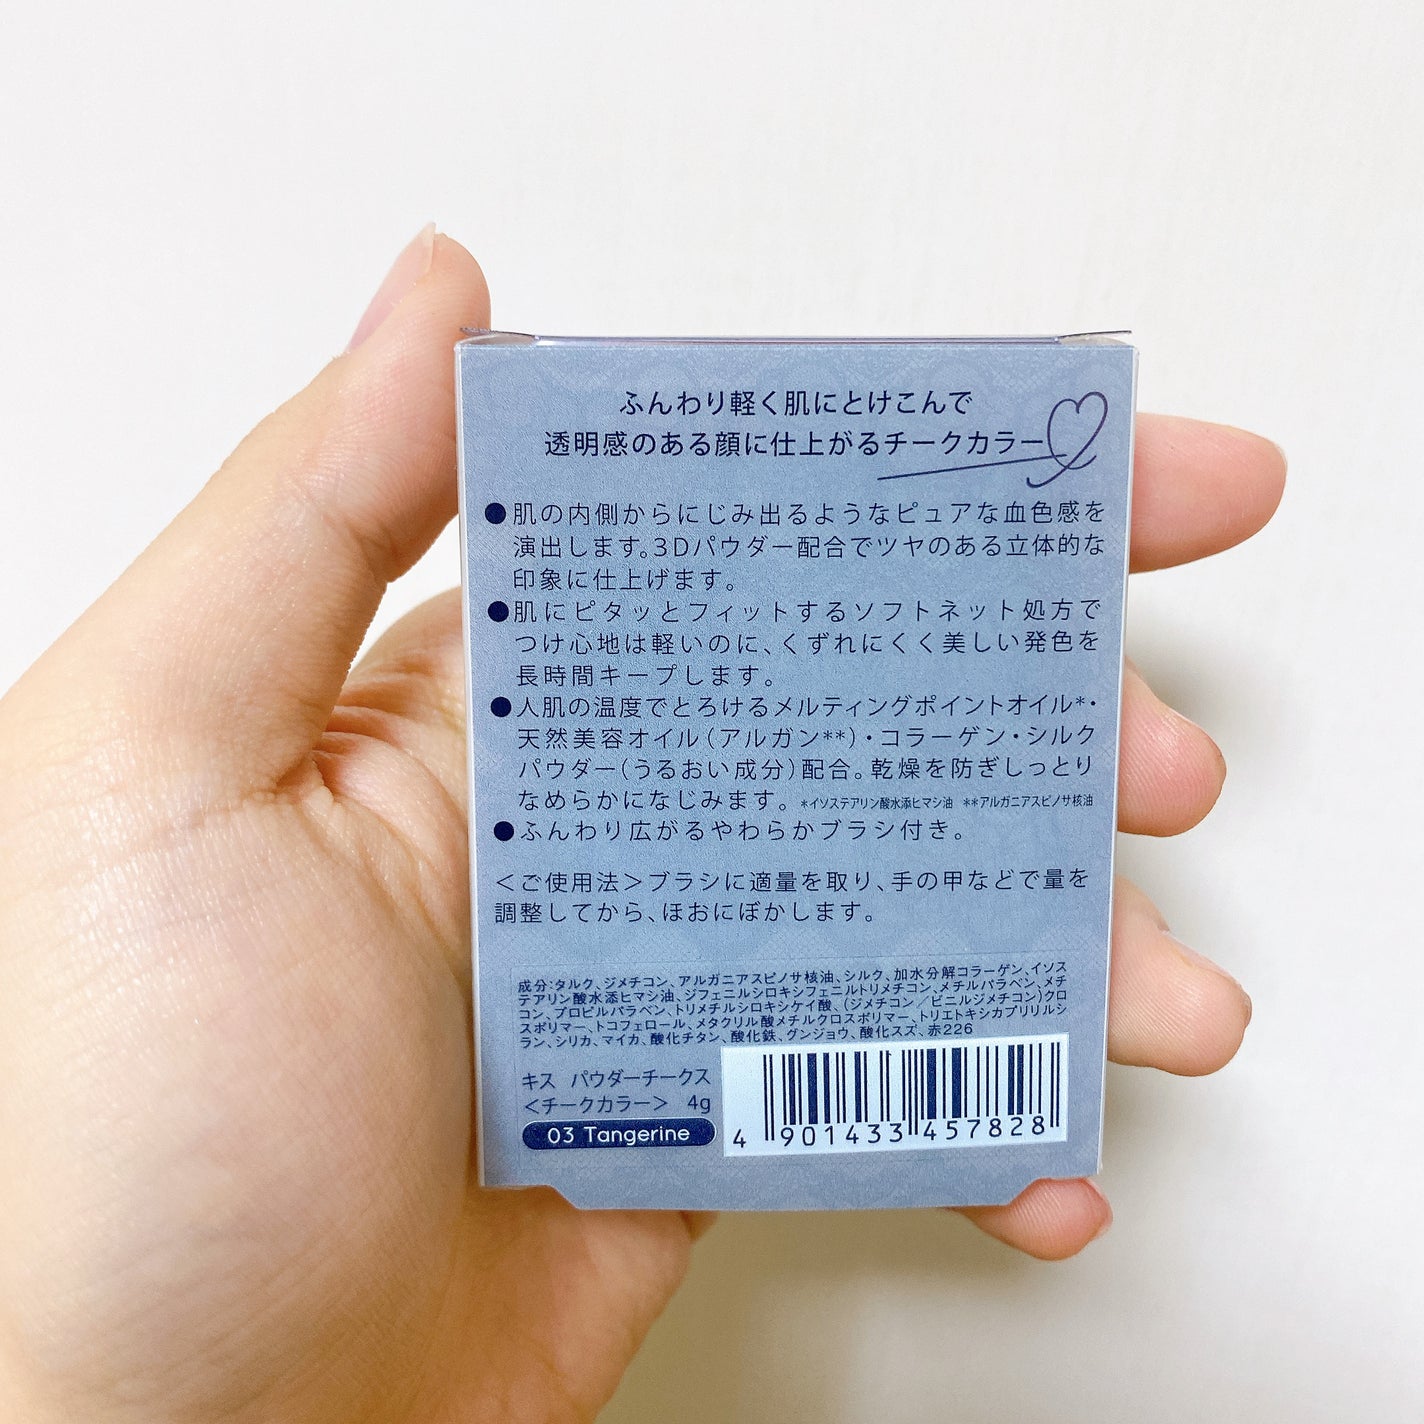 ふんわり軽く肌にとけこんで
透明感のある顔に仕上がるチークカラー
●肌の内側からにじみ出るようなピュアな血色感を
演出します。3Dパウダー配合でツヤのある立体的な
印象に仕上げます。
●肌にピタッとフィットするソフトネット処方で
つけ心地は軽いのに、くずれにくく美しい発色を
長時間キープします。
●人肌の温度でとろけるメルティングポイントオイル*・
天然美容オイル(アルガン**)・コラーゲン・シルク
パウダー(うるおい成分)配合。乾燥を防ぎしっとり
なめらかになじみます。 *イソステアリン酸水添ヒマシ油 **アルガニアスピノサ核油
●ふんわり広がるやわらかブラシ付き。
＜ご使用法＞ブラシに適量を取り、手の甲などで量を
調整してから、ほおにぼかします。
成分:タルク、ジメチコン、アルガニアスピノサ核油、シルク、加水分解コラーゲン、イソス
テアリン酸水添ヒマシ油、ジフェニルシロキシフェニルトリメチコン、メチルパラベン、メチ
コン、プロピルパラベン、トリメチルシロキシケイ酸、(ジメチコン／ビニルジメチコン)クロ
スポリマー、トコフェロール、メタクリル酸メチルクロスポリマー、トリエトキシカプリリルシ
ラン、シリカ、マイカ、酸化チタン、酸化鉄、グンジョウ、酸化スズ、赤226
キス パウダーチークス
＜チークカラー＞ 4g
03 Tangerine
4 901433 457828